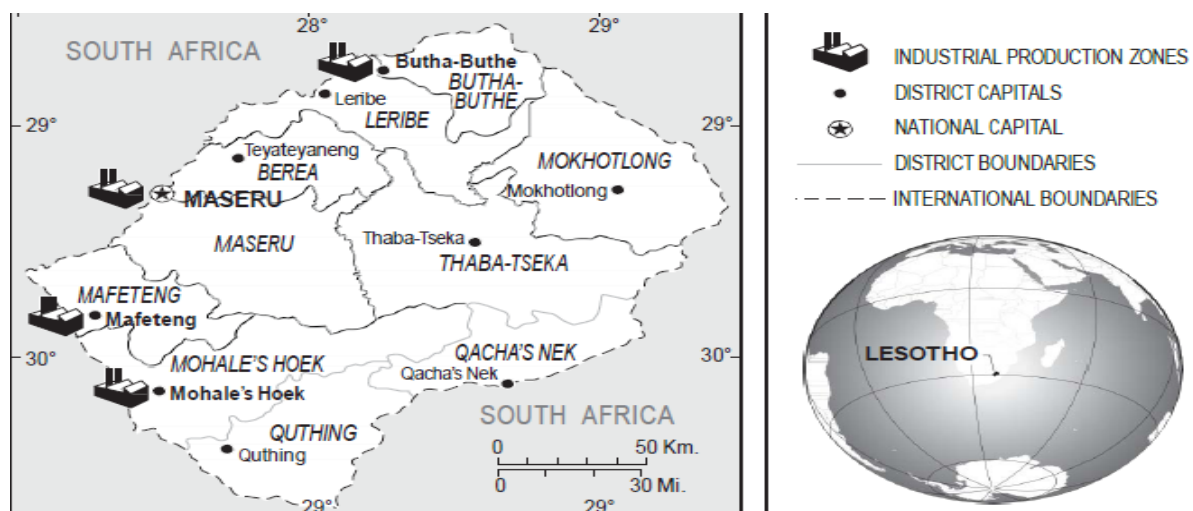 28°
29°
SOUTH AFRICA
Butha-Buthe
BUTHA-
BUTHE
Leribe
LERIBE
29°
29°
Teyateyaneng
BEREA
MOKHOTLONG
Mokhotlong
MASERU
MASERU
Thaba-Tseka
THABA-TSEKA
MAFETENG
Mafeteng
30°
30°
MOHALE'S HOEK
QACHA'S NEK
Qacha's Nek
Mohale's Hoek
SOUTH AFRICA
QUTHING
Quthing
0 50 Km.
0 30 Mi.
29°
29°
INDUSTRIAL PRODUCTION ZONES
DISTRICT CAPITALS
NATIONAL CAPITAL
DISTRICT BOUNDARIES
INTERNATIONAL BOUNDARIES
LESOTHO